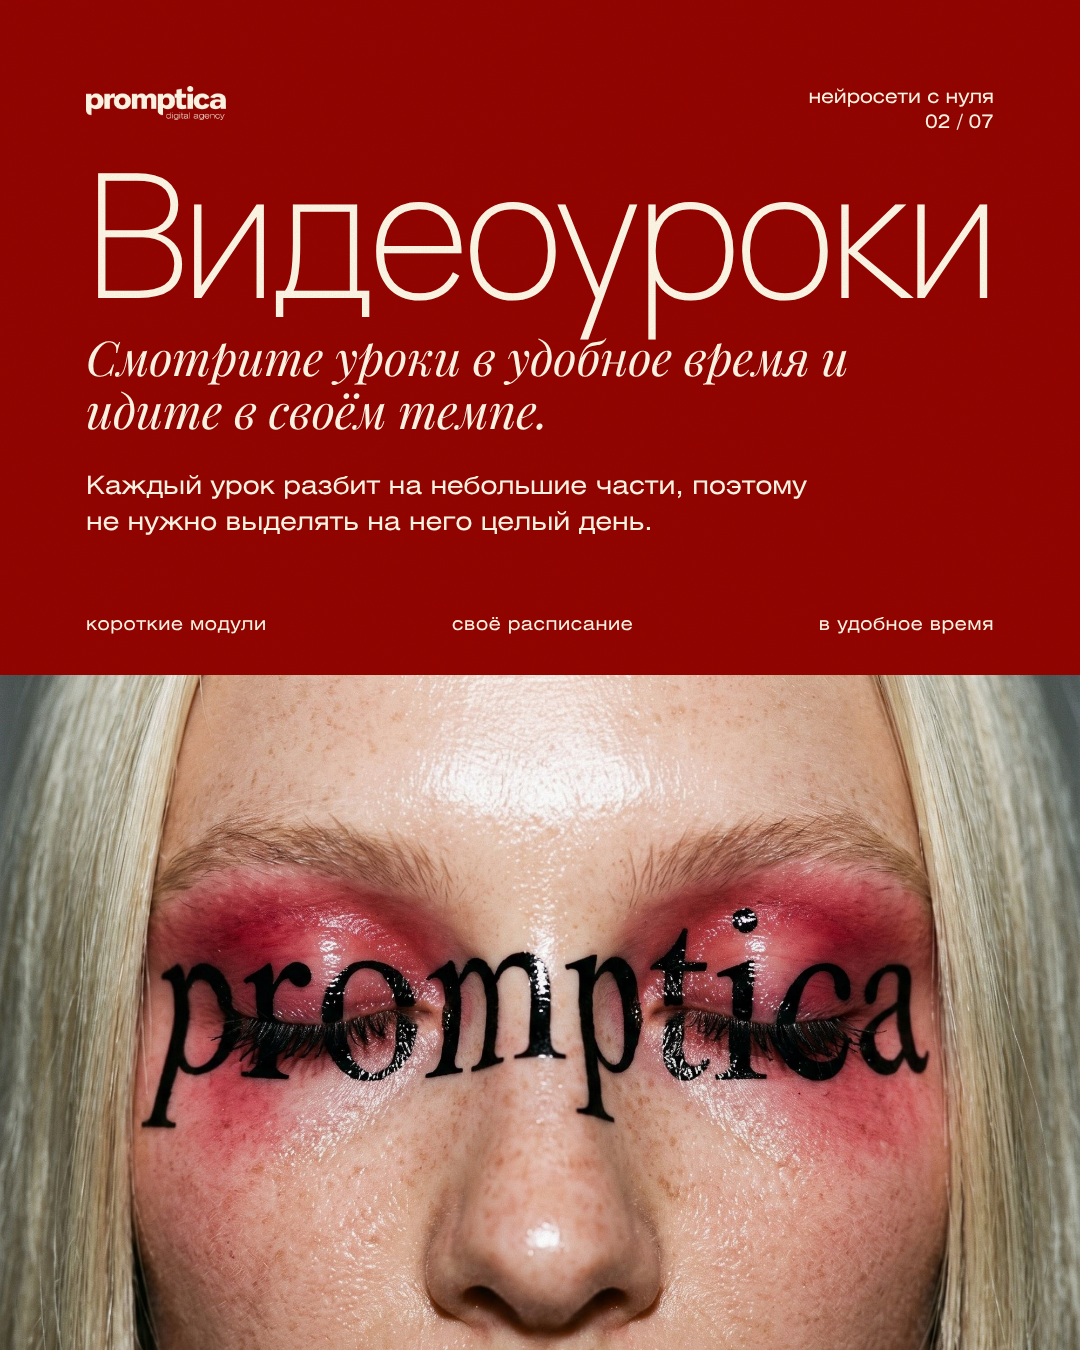 promptica
digital agency
нейросети с нуля
02 / 07
Видеоуроки
Смотрите уроки в удобное время и
идите в своём темпе.
Каждый урок разбит на небольшие части, поэтому
не нужно выделять на него целый день.
короткие модули
своё расписание
в удобное время
promptica